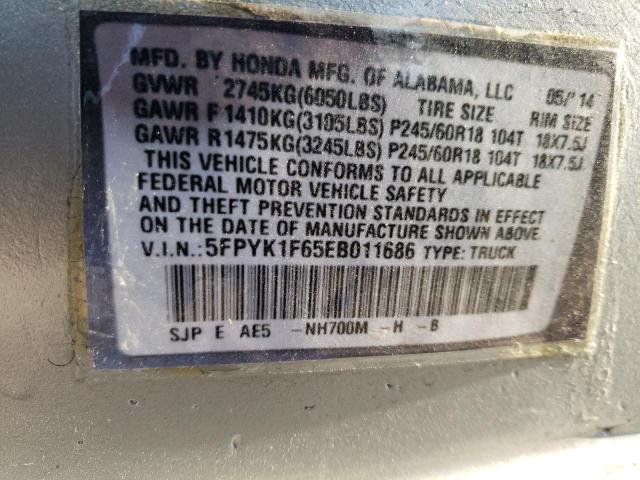 MFD. BY HONDA MFG. OF ALABAMA, LLC 05/'14
GVWR 2745KG(6050LBS) TIRE SIZE RIM SIZE
GAWR F 1410KG(3105LBS) P245/60R18 104T 18X7.5J
GAWR R 1475KG(3245LBS) P245/60R18 104T 18X7.5J
THIS VEHICLE CONFORMS TO ALL APPLICABLE
FEDERAL MOTOR VEHICLE SAFETY
AND THEFT PREVENTION STANDARDS IN EFFECT
ON THE DATE OF MANUFACTURE SHOWN ABOVE.
V.I.N.: 5FPYK1F65EB011686 TYPE: TRUCK
SJP E AE5 -NH700M -H -B